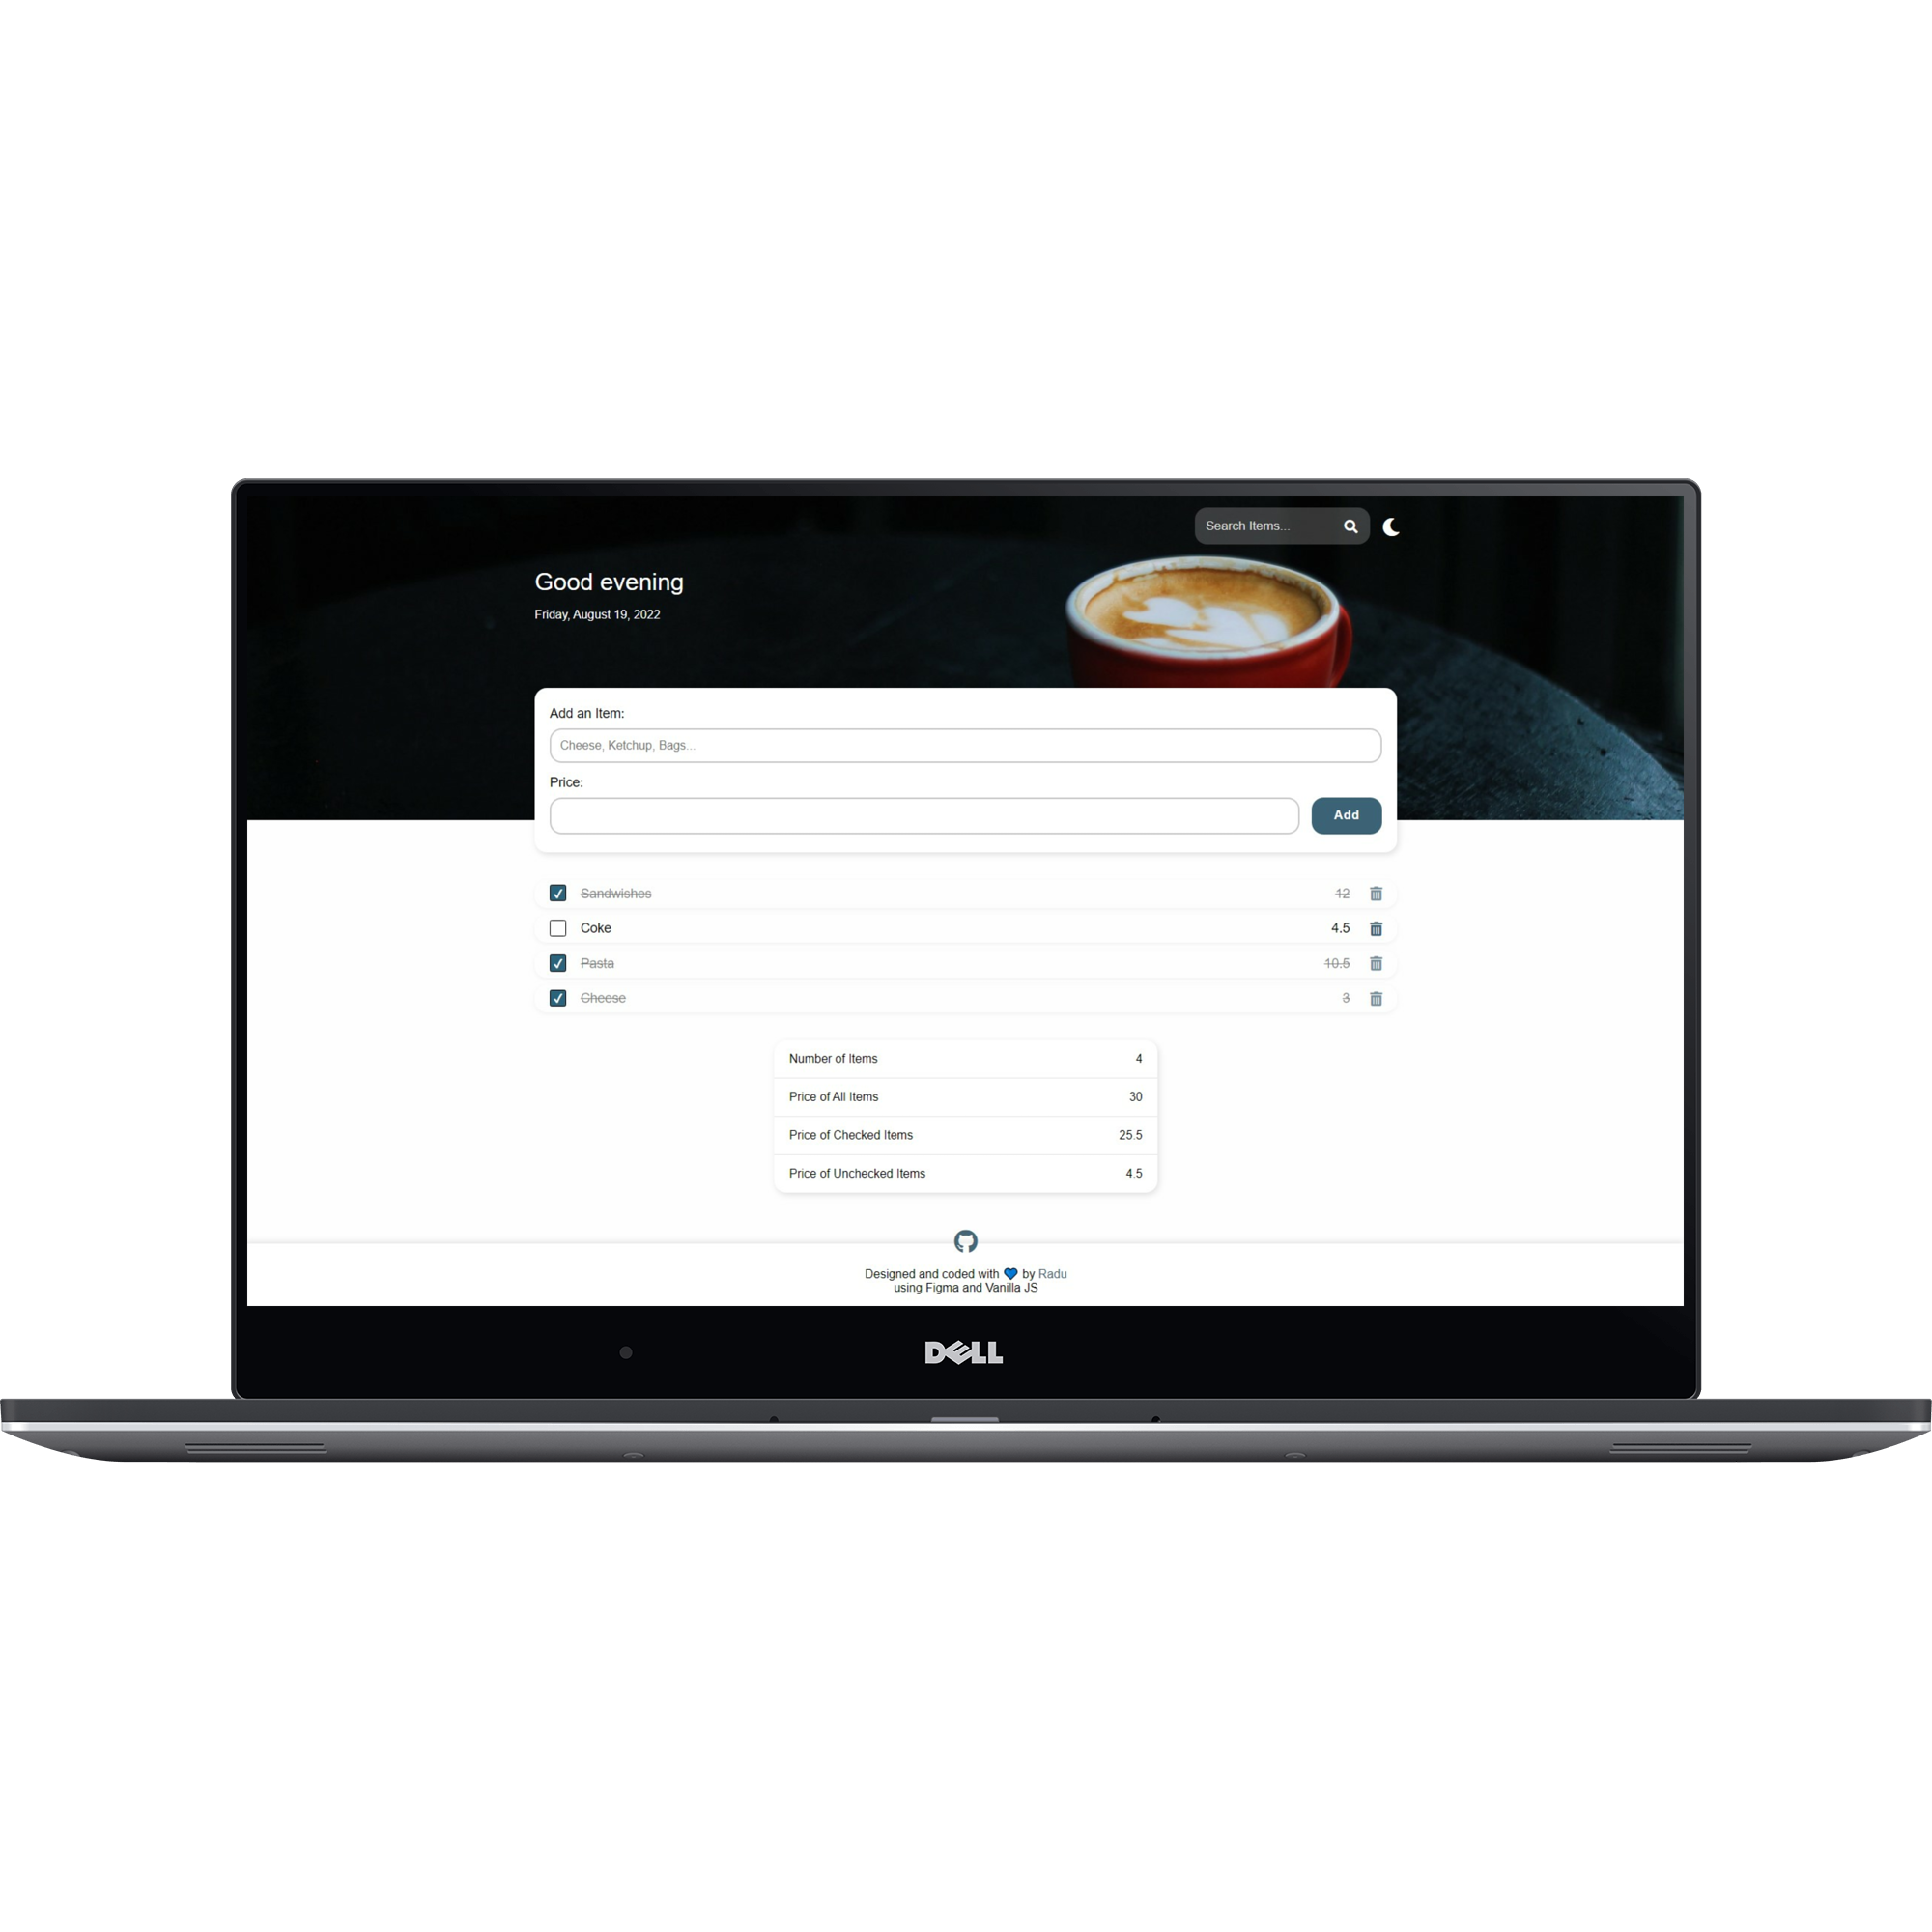 Search Items...
Good evening
Friday, August 19, 2022
Add an Item:
Cheese, Ketchup, Bags...
Price:
Add
Sandwishes 12
Coke 4.5
Pasta 10.5
Cheese 3
Number of Items 4
Price of All Items 30
Price of Checked Items 25.5
Price of Unchecked Items 4.5
Designed and coded with 💙 by Radu
using Figma and Vanilla JS
DELL